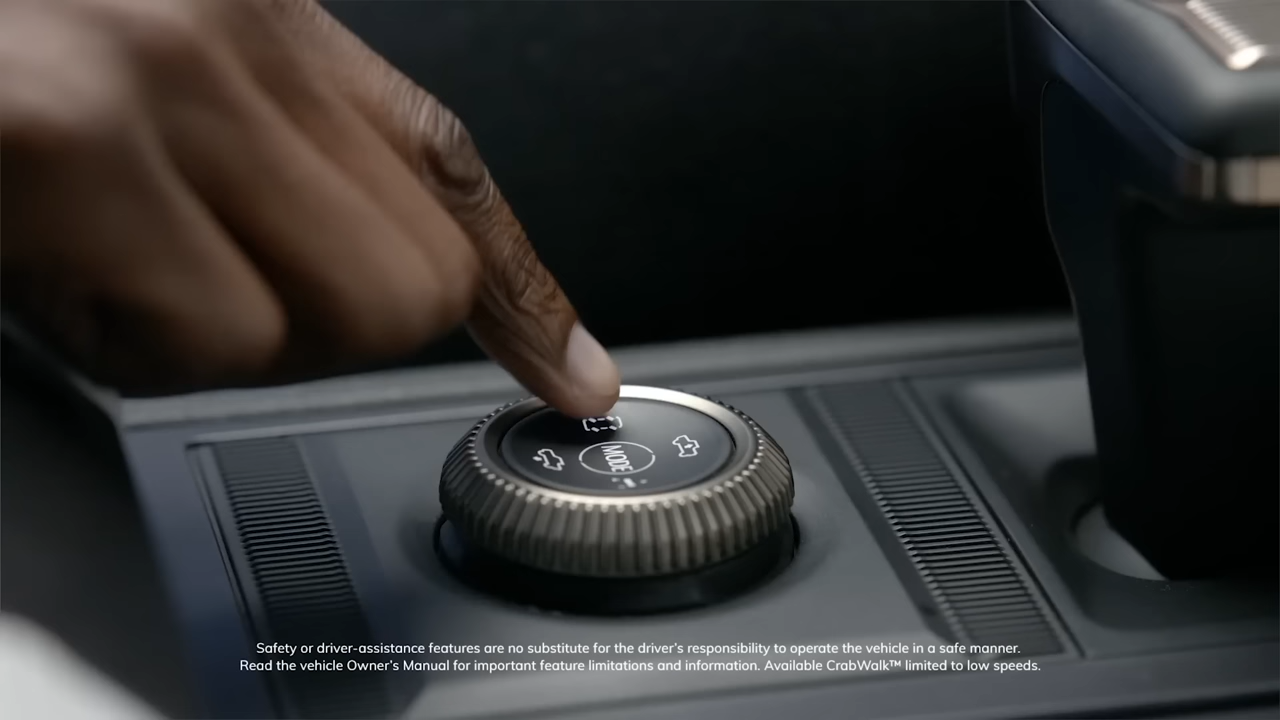 MODE
Safety or driver-assistance features are no substitute for the driver's responsibility to operate the vehicle in a safe manner.
Read the vehicle Owner's Manual for important feature limitations and information. Available CrabWalk™ limited to low speeds.